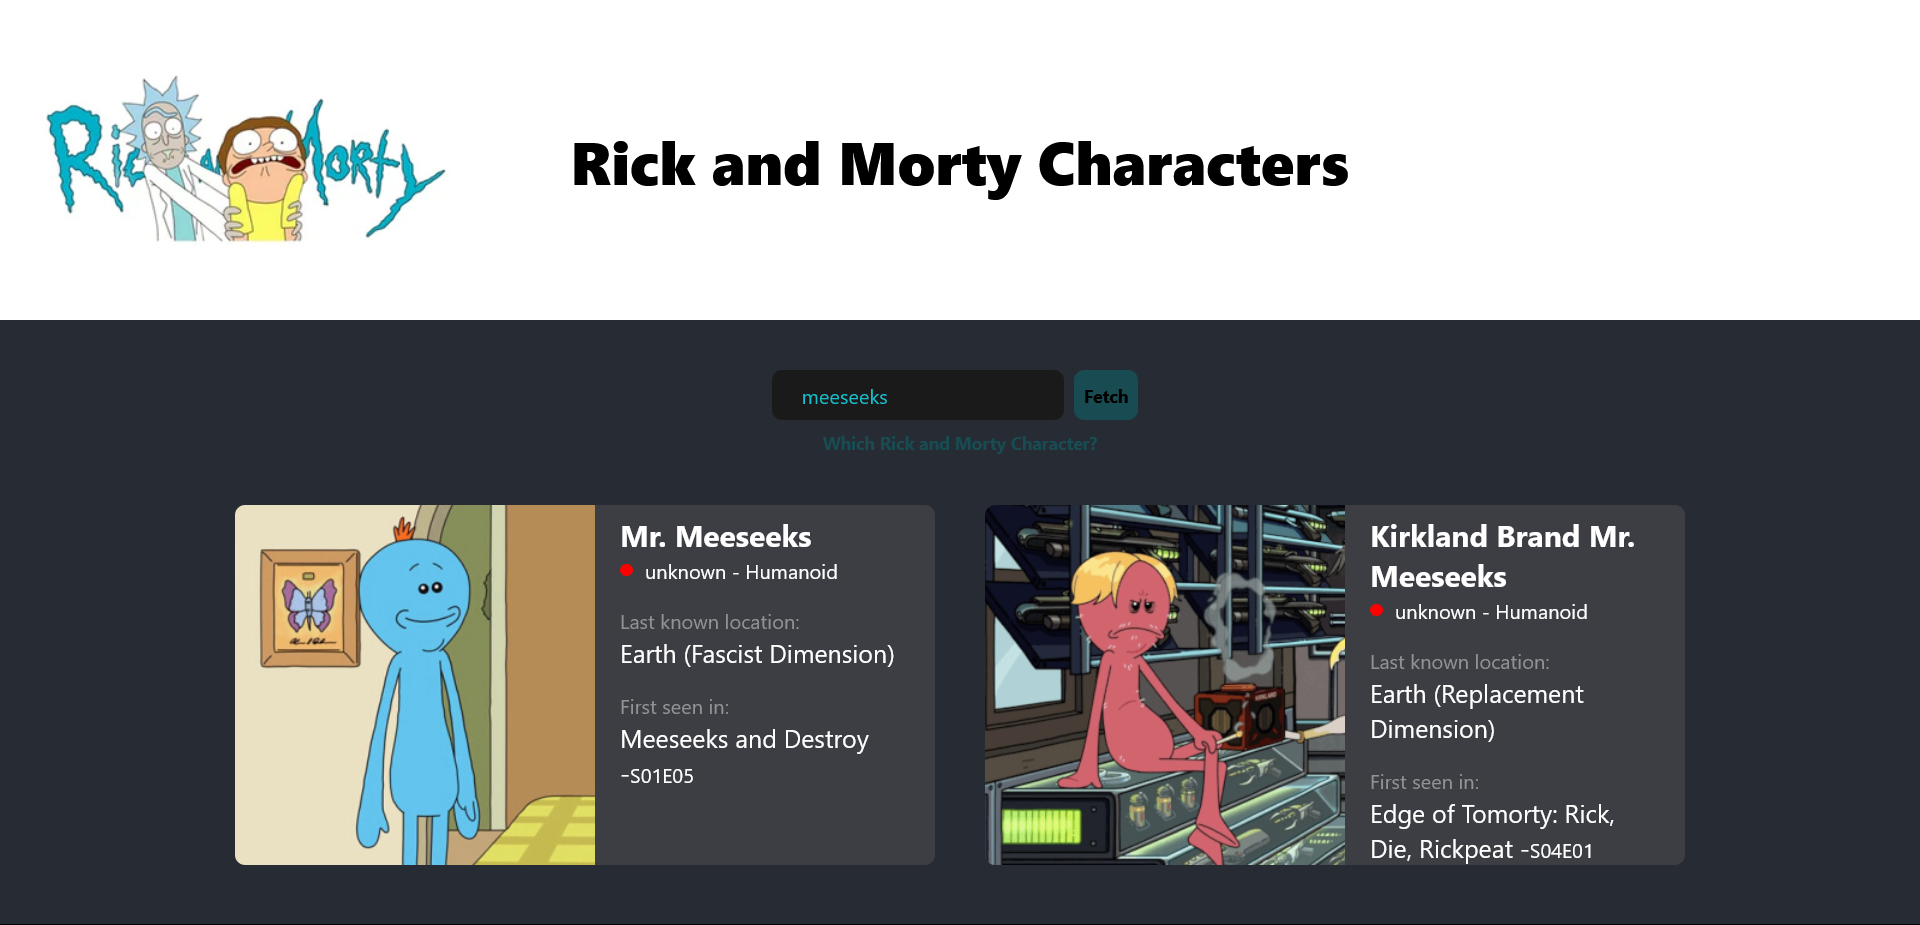 Rick and Morty
Rick and Morty Characters
meeseeks
Fetch
Which Rick and Morty Character?
Mr. Meeseeks
unknown - Humanoid
Last known location:
Earth (Fascist Dimension)
First seen in:
Meeseeks and Destroy
-S01E05
Kirkland Brand Mr.
Meeseeks
unknown - Humanoid
Last known location:
Earth (Replacement
Dimension)
First seen in:
Edge of Tomorty: Rick,
Die, Rickpeat -S04E01